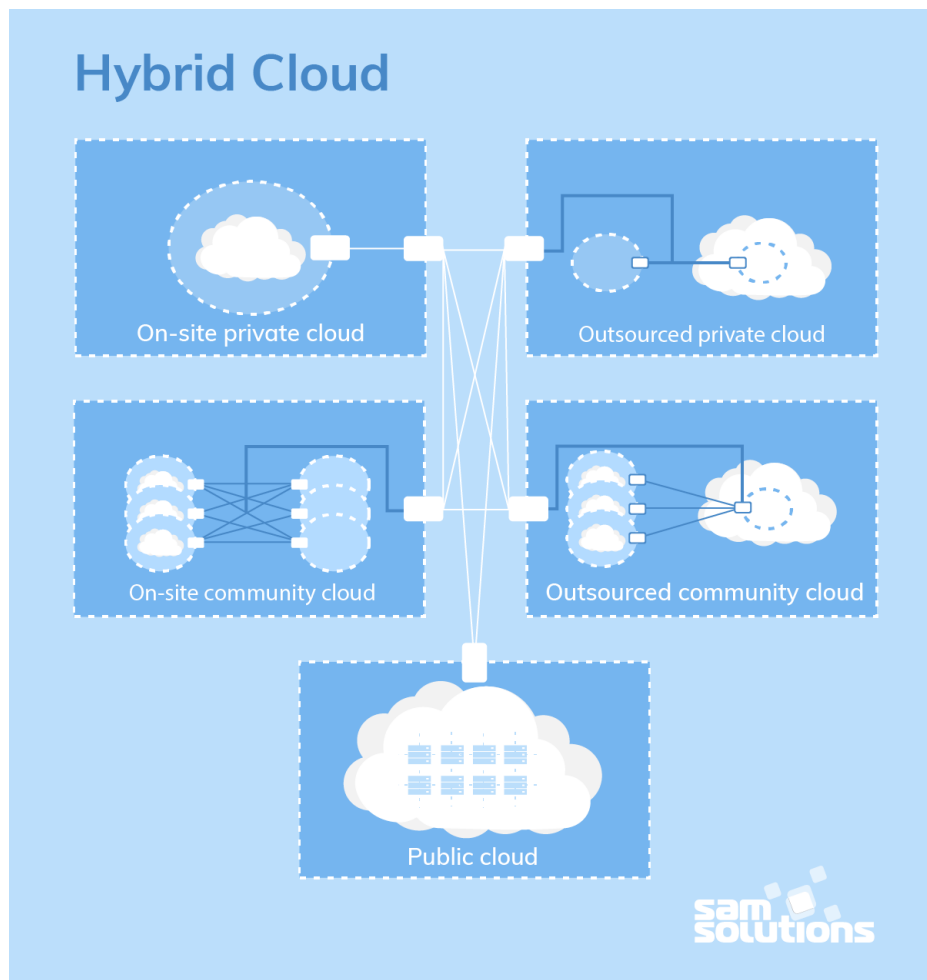 Hybrid Cloud
On-site private cloud
Outsourced private cloud
On-site community cloud
Outsourced community cloud
Public cloud
sam
solutions